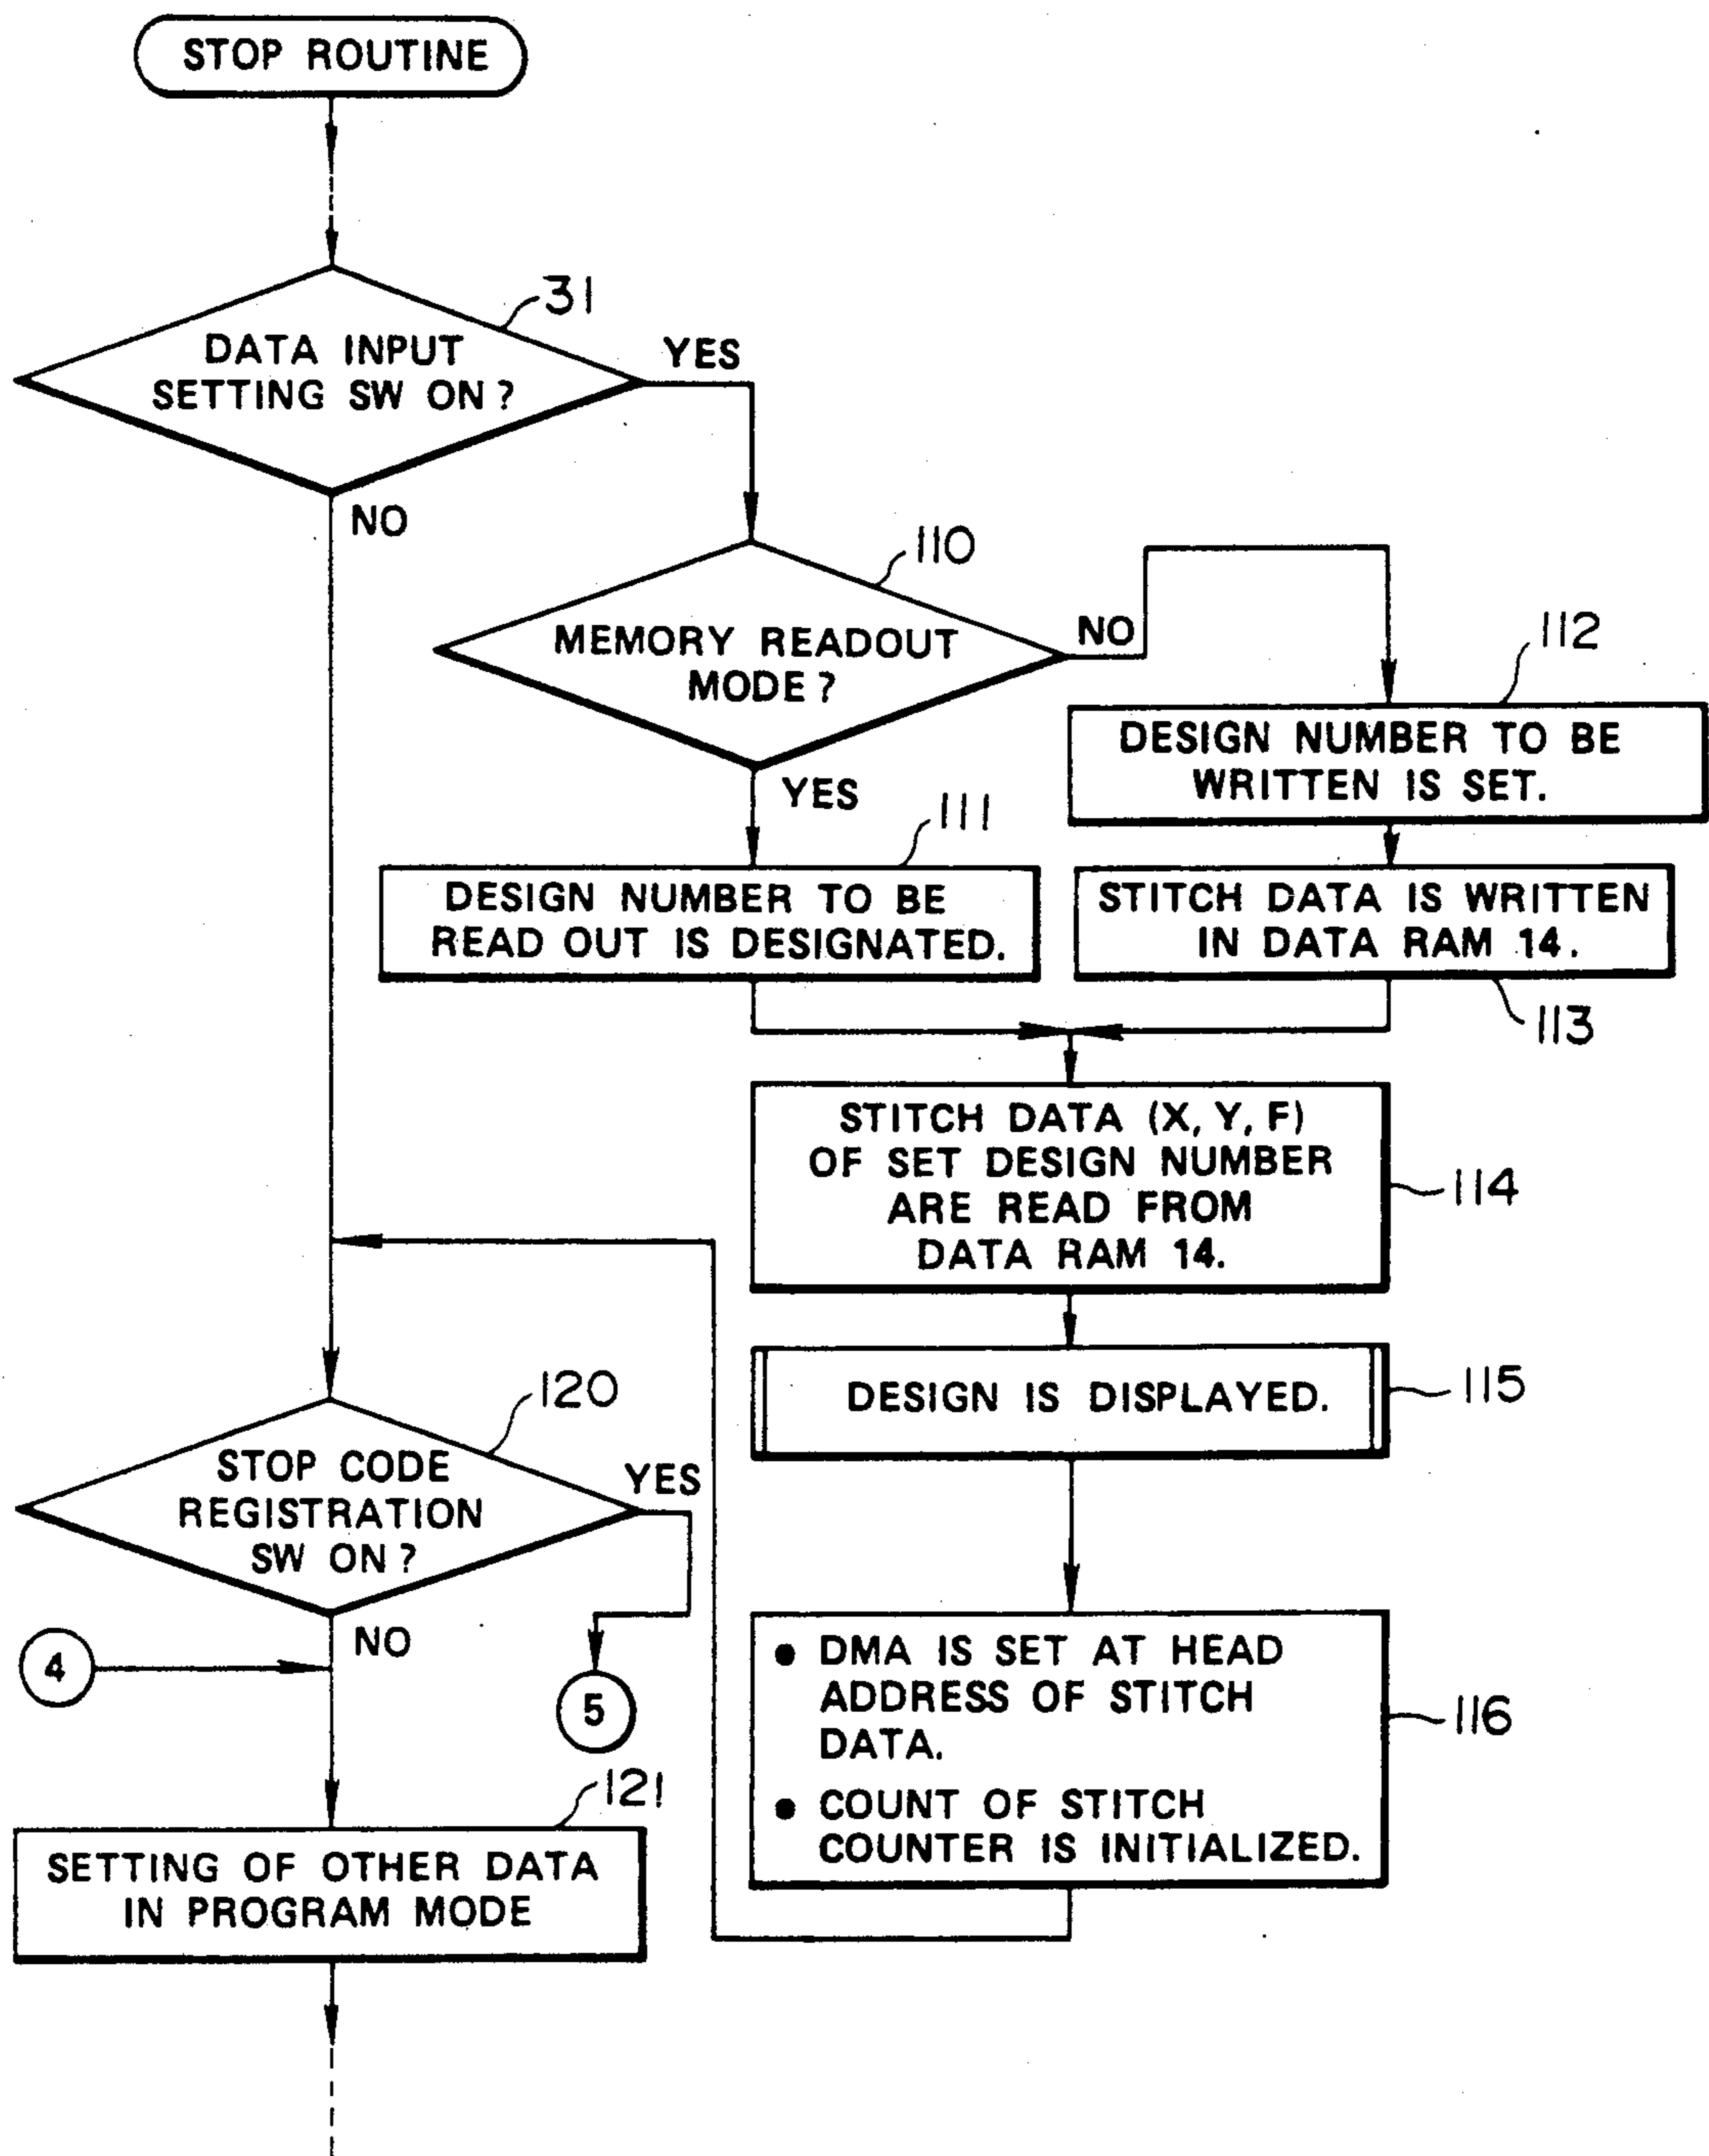 STOP ROUTINE
31
DATA INPUT
SETTING SW ON?
YES
NO
110
MEMORY READOUT
MODE?
NO
YES
112
DESIGN NUMBER TO BE
WRITTEN IS SET.
111
DESIGN NUMBER TO BE
READ OUT IS DESIGNATED.
STITCH DATA IS WRITTEN
IN DATA RAM 14.
113
STITCH DATA (X, Y, F)
OF SET DESIGN NUMBER
ARE READ FROM
DATA RAM 14.
114
DESIGN IS DISPLAYED.
115
120
STOP CODE
REGISTRATION
SW ON?
YES
NO
4
5
● DMA IS SET AT HEAD
ADDRESS OF STITCH
DATA.
● COUNT OF STITCH
COUNTER IS INITIALIZED.
116
121
SETTING OF OTHER DATA
IN PROGRAM MODE